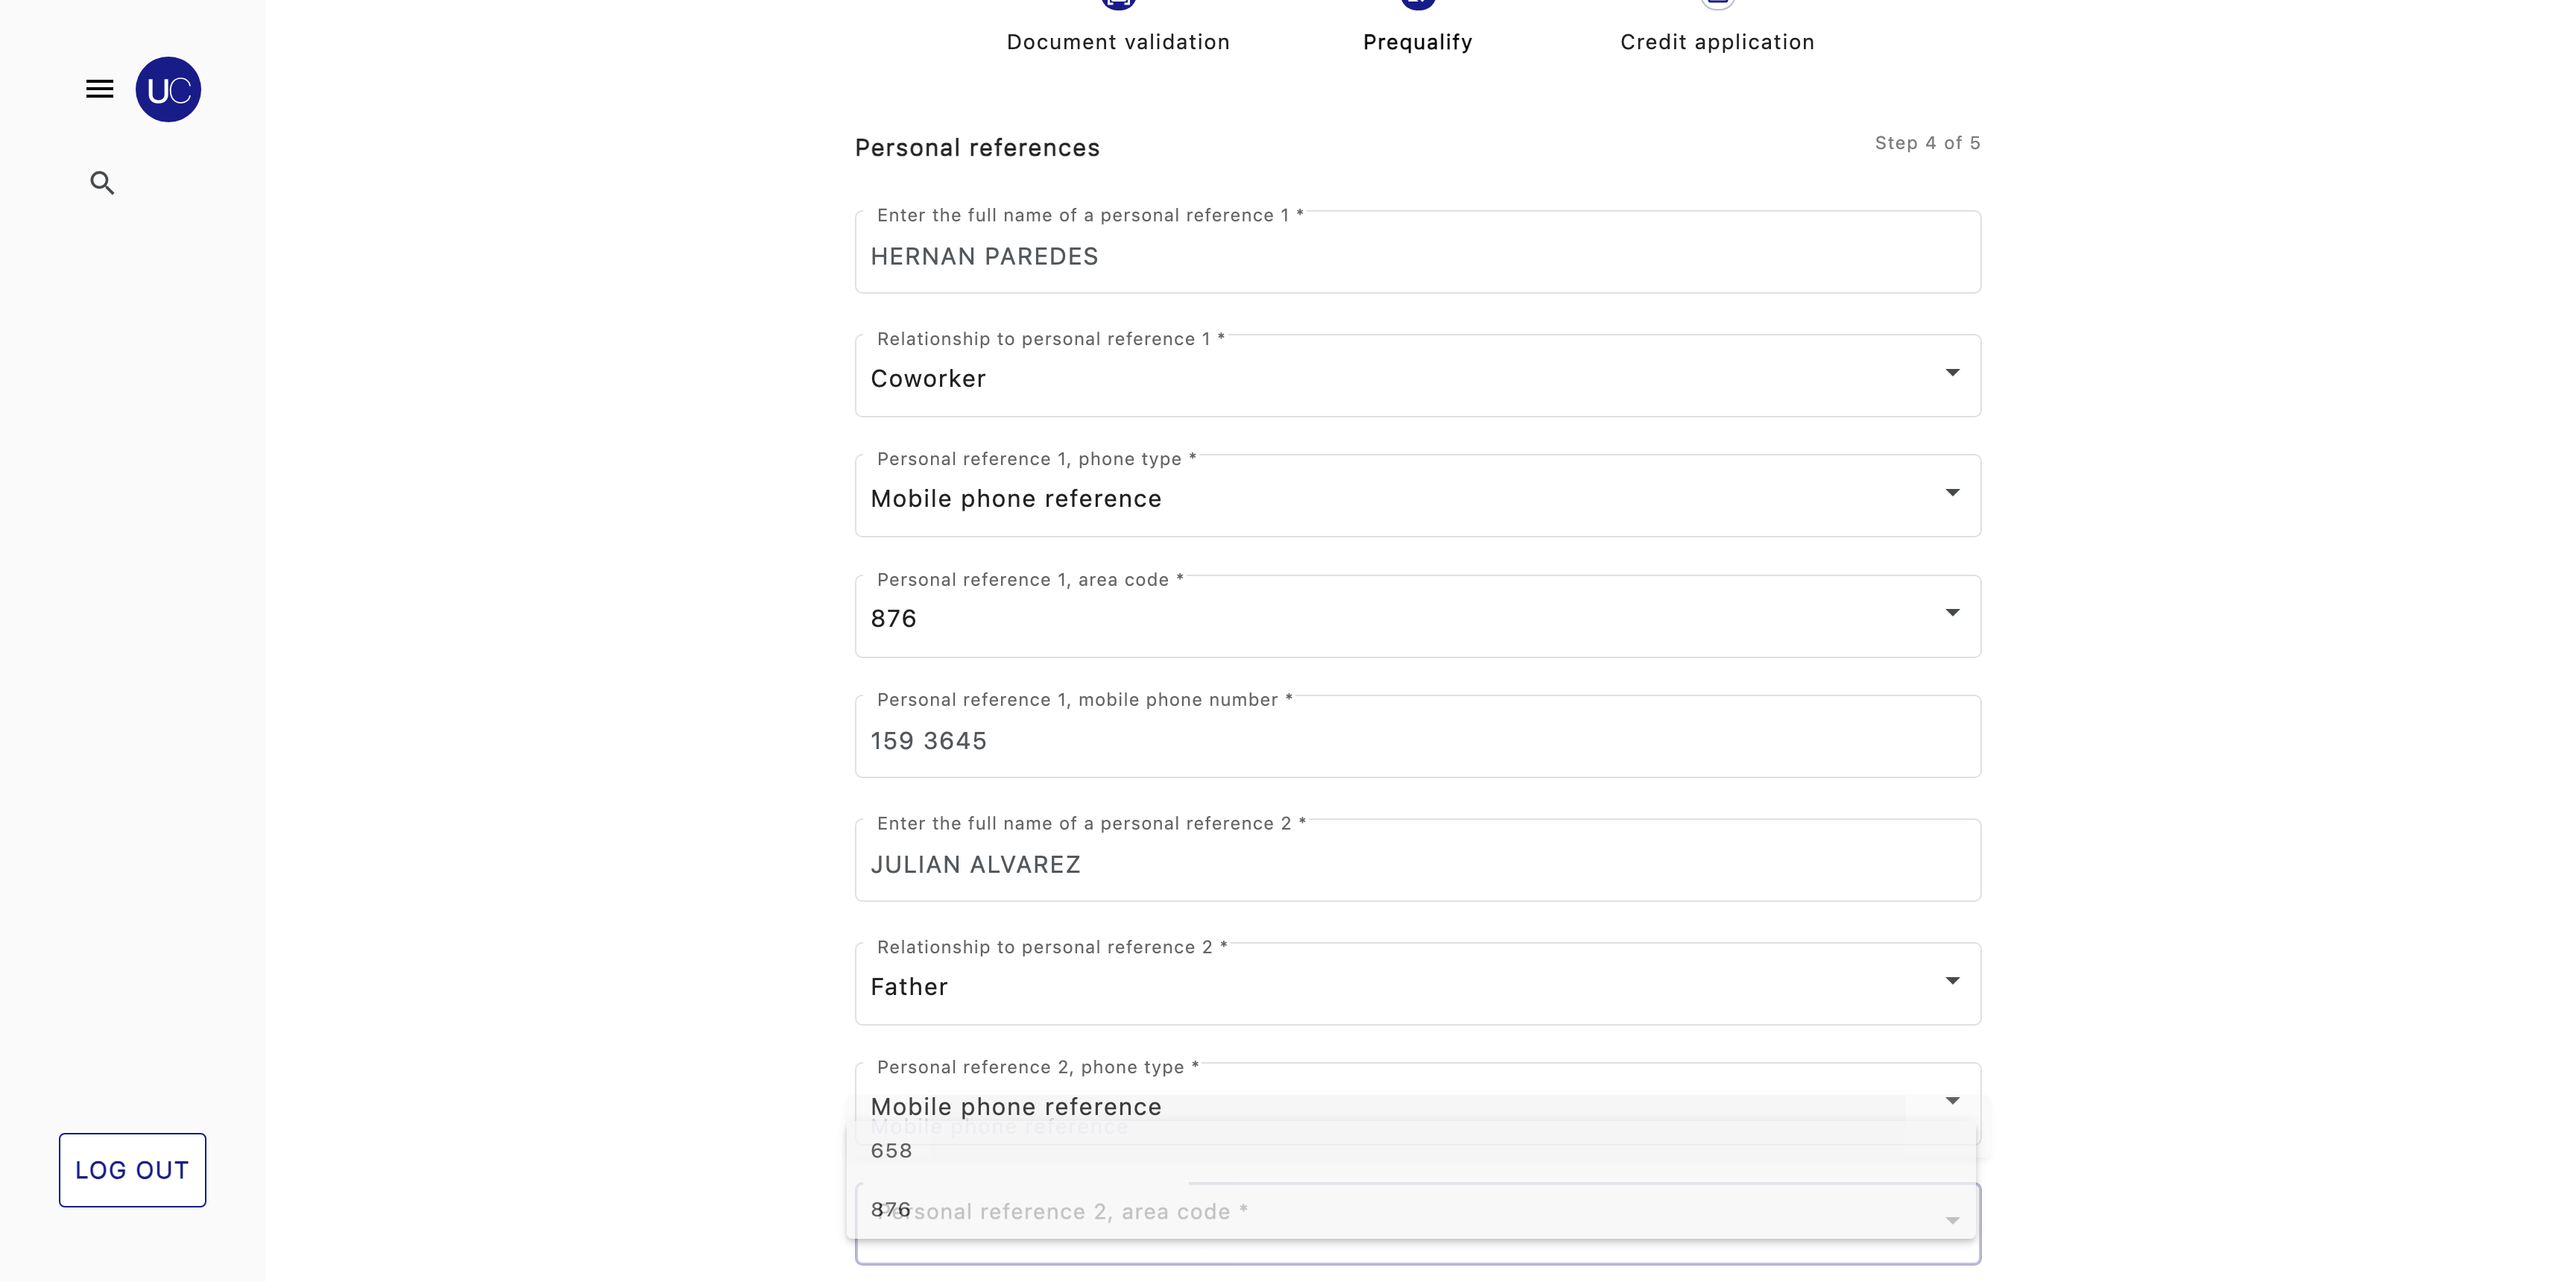 Document validation
Prequalify
Credit application
UC
Personal references
Step 4 of 5
Enter the full name of a personal reference 1 *
HERNAN PAREDES
Relationship to personal reference 1 *
Coworker
Personal reference 1, phone type *
Mobile phone reference
Personal reference 1, area code *
876
Personal reference 1, mobile phone number *
159 3645
Enter the full name of a personal reference 2 *
JULIAN ALVAREZ
Relationship to personal reference 2 *
Father
Personal reference 2, phone type *
Mobile phone reference
Mobile phone reference
658
876
Personal reference 2, area code *
LOG OUT